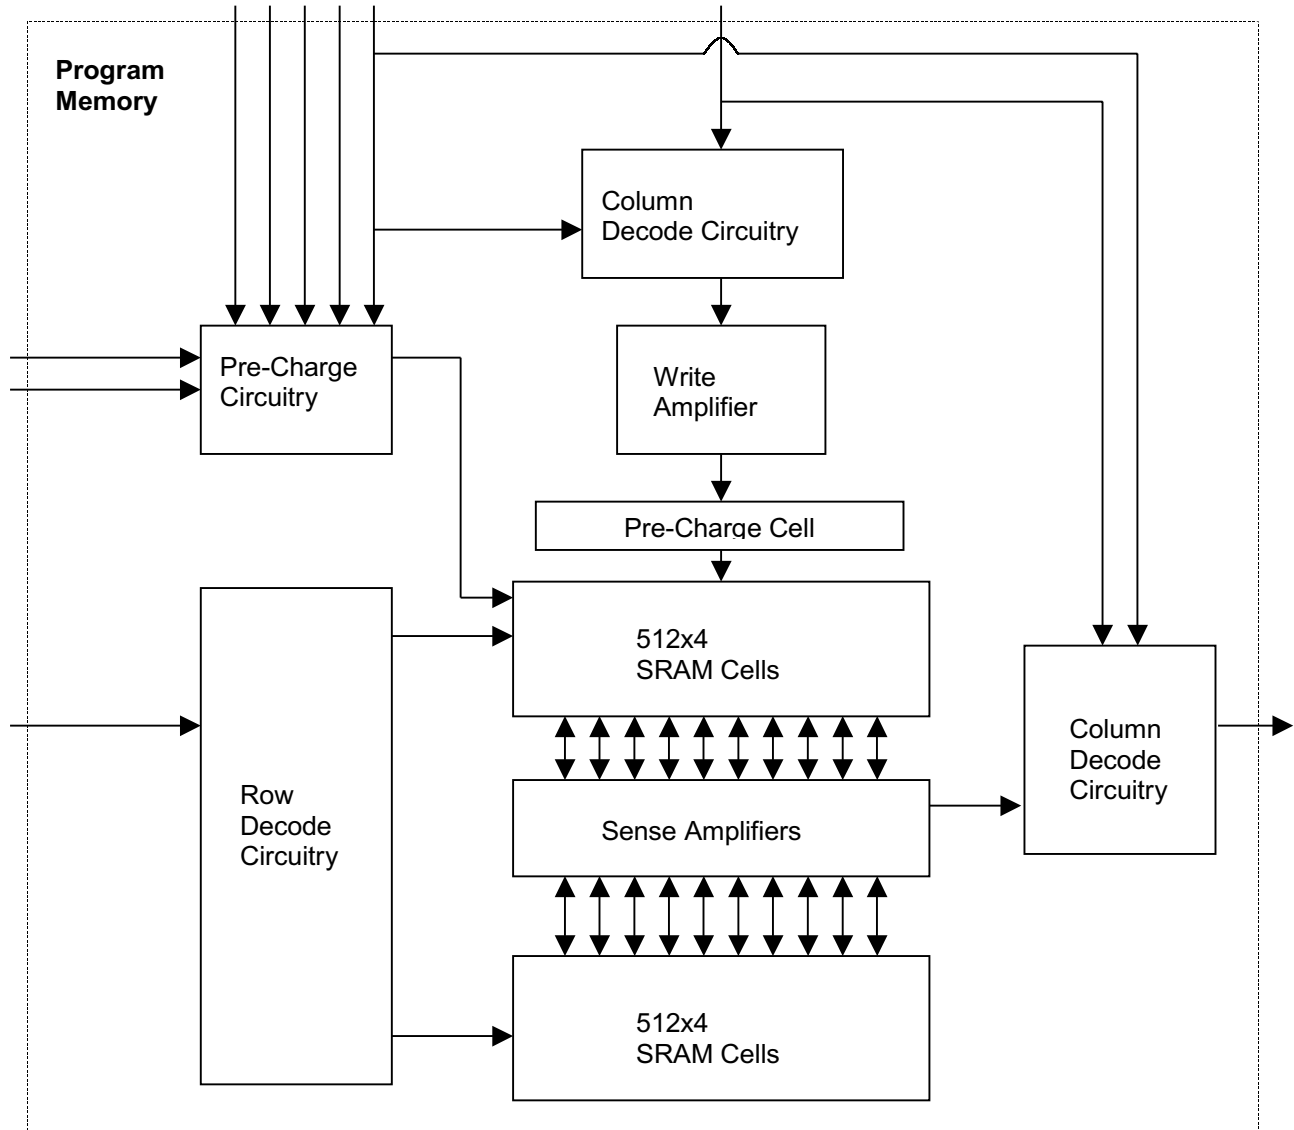 Program
Memory
Column
Decode Circuitry
Pre-Charge
Circuitry
Write
Amplifier
Pre-Charge Cell
512x4
SRAM Cells
Row
Decode
Circuitry
Sense Amplifiers
Column
Decode
Circuitry
512x4
SRAM Cells